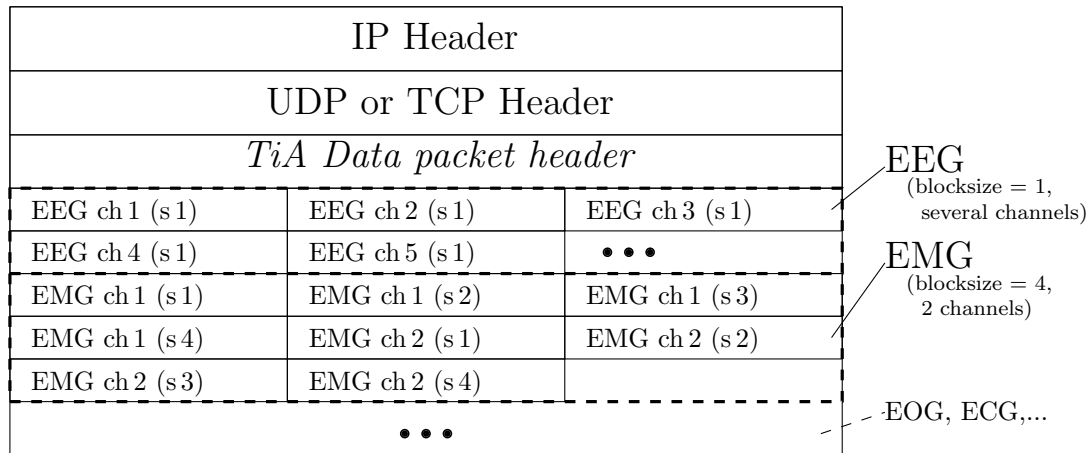 IP Header
UDP or TCP Header
TiA Data packet header
EEG ch 1 (s 1) EEG ch 2 (s 1) EEG ch 3 (s 1)
EEG ch 4 (s 1) EEG ch 5 (s 1) •••
EMG ch 1 (s 1) EMG ch 1 (s 2) EMG ch 1 (s 3)
EMG ch 1 (s 4) EMG ch 2 (s 1) EMG ch 2 (s 2)
EMG ch 2 (s 3) EMG ch 2 (s 4)
•••
EEG
(blocksize = 1,
several channels)
EMG
(blocksize = 4,
2 channels)
EOG, ECG,...